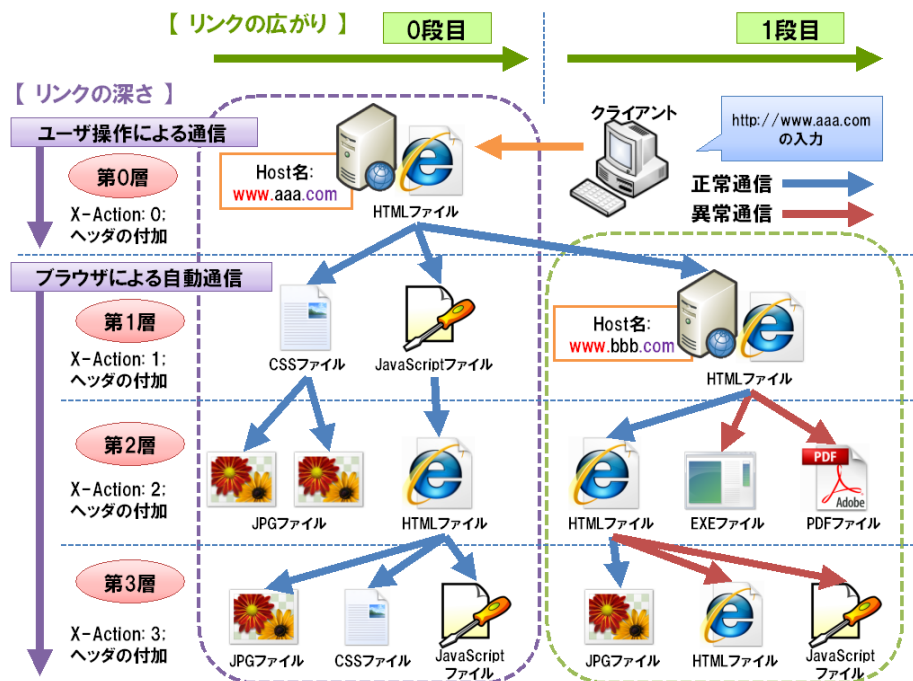 【 リンクの広がり 】
0段目
1段目
【 リンクの深さ 】
ユーザ操作による通信
クライアント
http://www.aaa.com
の入力
第0層
Host名:
www.aaa.com
HTMLファイル
正常通信
異常通信
X-Action: 0;
ヘッダの付加
ブラウザによる自動通信
第1層
X-Action: 1;
ヘッダの付加
CSSファイル
JavaScriptファイル
Host名:
www.bbb.com
HTMLファイル
第2層
X-Action: 2;
ヘッダの付加
JPGファイル
HTMLファイル
HTMLファイル
EXEファイル
PDF
Adobe
PDFファイル
第3層
X-Action: 3;
ヘッダの付加
JPGファイル
CSSファイル
JavaScript
ファイル
JPGファイル
HTMLファイル
JavaScript
ファイル